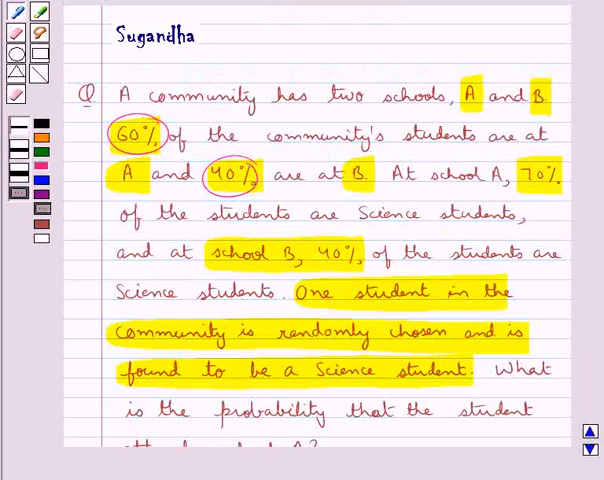 Sugandha
Q A community has two schools, A and B.
60% of the community's students are at
A and 40% are at B. At school A, 70%
of the students are Science students,
and at school B, 40% of the students are
Science students. One student in the
community is randomly chosen and is
found to be a Science student. What
is the probability that the student